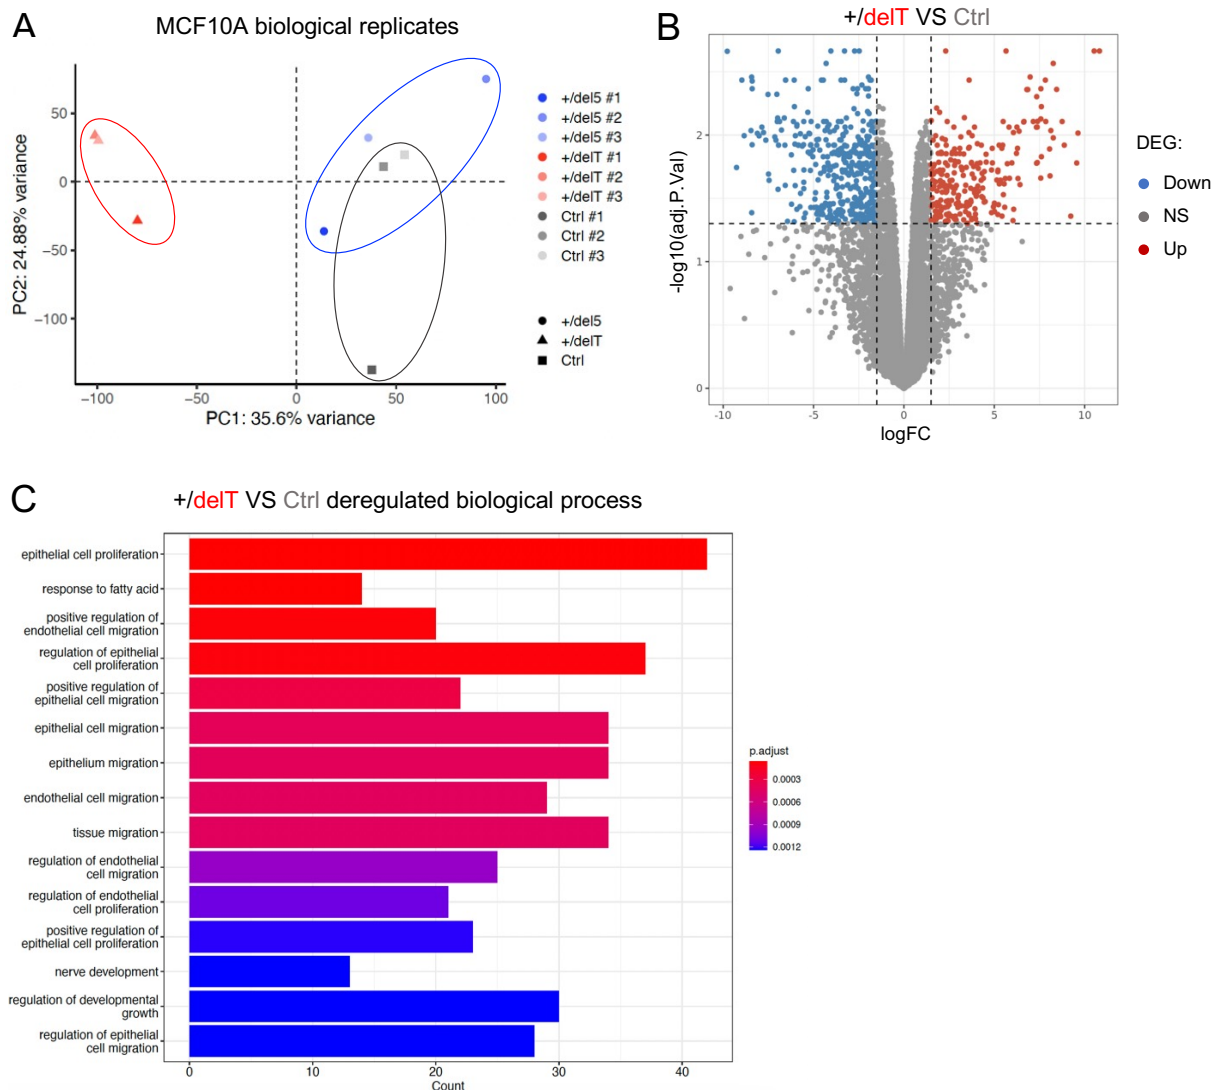 A
MCF10A biological replicates
50
0
−50
−100
−100
−50
0
50
100
PC2: 24.88% variance
PC1: 35.6% variance
+/del5 #1
+/del5 #2
+/del5 #3
+/delT #1
+/delT #2
+/delT #3
Ctrl #1
Ctrl #2
Ctrl #3
+/del5
+/delT
Ctrl
B
+/delT VS Ctrl
2
1
0
-10
-5
0
5
10
-log10(adj.P.Val)
logFC
DEG:
Down
NS
Up
C
+/delT VS Ctrl deregulated biological process
epithelial cell proliferation
response to fatty acid
positive regulation of
endothelial cell migration
regulation of epithelial
cell proliferation
positive regulation of
epithelial cell migration
epithelial cell migration
epithelium migration
endothelial cell migration
tissue migration
regulation of endothelial
cell migration
regulation of endothelial
cell proliferation
positive regulation of
epithelial cell proliferation
nerve development
regulation of developmental
growth
regulation of epithelial
cell migration
0
10
20
30
40
Count
p.adjust
0.0003
0.0006
0.0009
0.0012